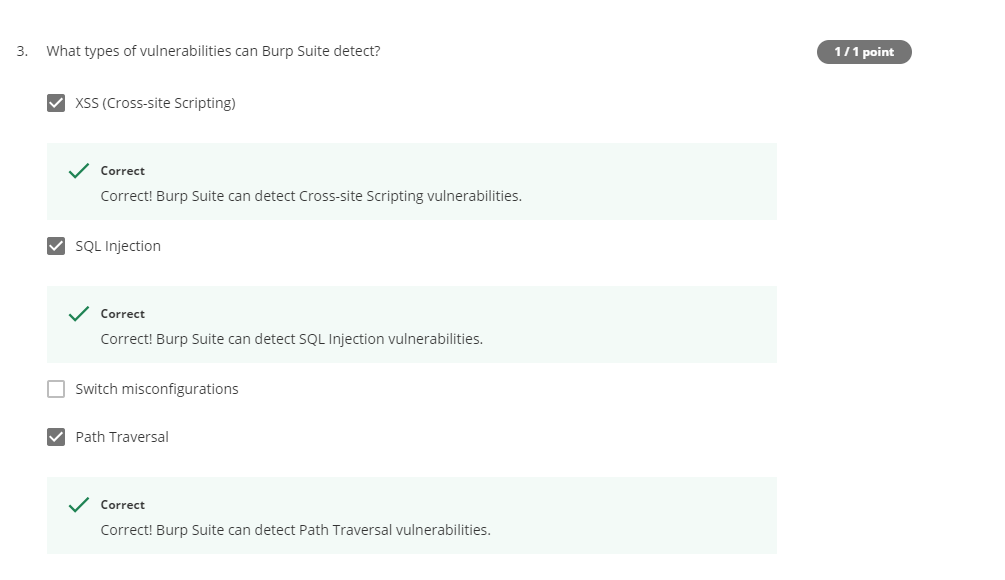 3. What types of vulnerabilities can Burp Suite detect?
1 / 1 point
XSS (Cross-site Scripting)
Correct
Correct! Burp Suite can detect Cross-site Scripting vulnerabilities.
SQL Injection
Correct
Correct! Burp Suite can detect SQL Injection vulnerabilities.
Switch misconfigurations
Path Traversal
Correct
Correct! Burp Suite can detect Path Traversal vulnerabilities.